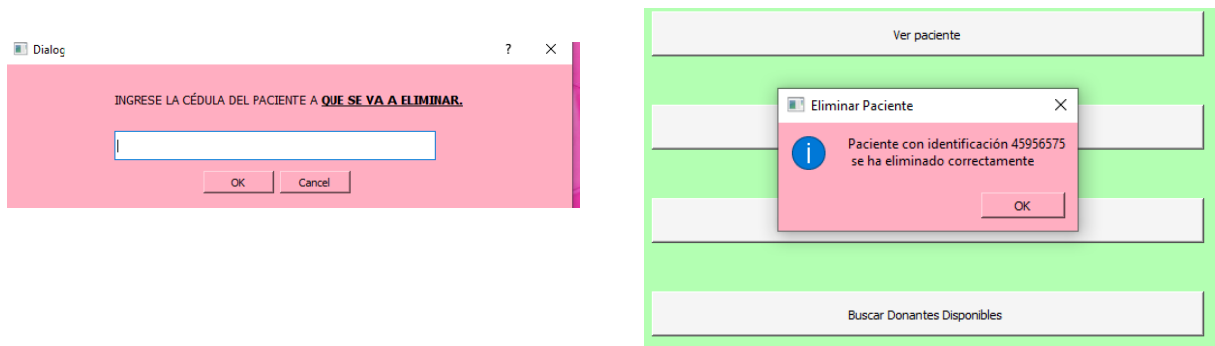 Dialog
?
INGRESE LA CÉDULA DEL PACIENTE A QUE SE VA A ELIMINAR.
OK
Cancel
Ver paciente
Eliminar Paciente
Paciente con identificación 45956575
se ha eliminado correctamente
OK
Buscar Donantes Disponibles